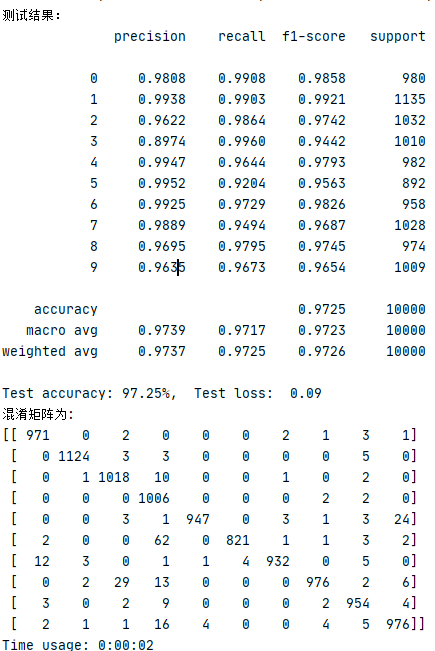 测试结果:
precision recall f1-score support
0 0.9808 0.9908 0.9858 980
1 0.9938 0.9903 0.9921 1135
2 0.9622 0.9864 0.9742 1032
3 0.8974 0.9960 0.9442 1010
4 0.9947 0.9644 0.9793 982
5 0.9952 0.9204 0.9563 892
6 0.9925 0.9729 0.9826 958
7 0.9889 0.9494 0.9687 1028
8 0.9695 0.9795 0.9745 974
9 0.9635 0.9673 0.9654 1009
accuracy 0.9725 10000
macro avg 0.9739 0.9717 0.9723 10000
weighted avg 0.9737 0.9725 0.9726 10000
Test accuracy: 97.25%, Test loss: 0.09
混淆矩阵为:
[[ 971 0 2 0 0 0 2 1 3 1]
[ 0 1124 3 3 0 0 0 0 5 0]
[ 0 1 1018 10 0 0 1 0 2 0]
[ 0 0 0 1006 0 0 0 2 2 0]
[ 0 0 3 1 947 0 3 1 3 24]
[ 2 0 0 62 0 821 1 1 3 2]
[ 12 3 0 1 1 4 932 0 5 0]
[ 0 2 29 13 0 0 0 976 2 6]
[ 3 0 2 9 0 0 0 2 954 4]
[ 2 1 1 16 4 0 0 4 5 976]]
Time usage: 0:00:02